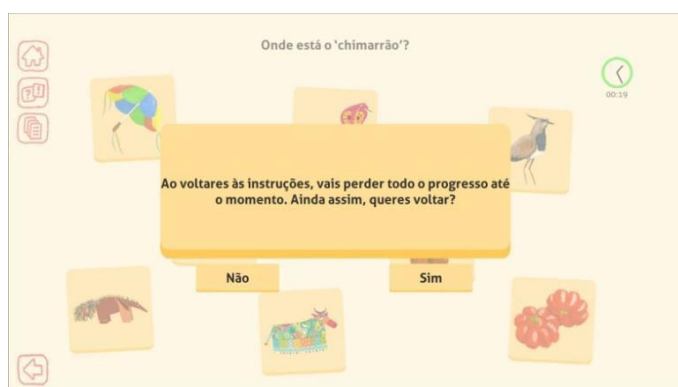 Onde está o ‘chimarrão’?
00:19
Ao voltares às instruções, vais perder todo o progresso até
o momento. Ainda assim, queres voltar?
Não
Sim